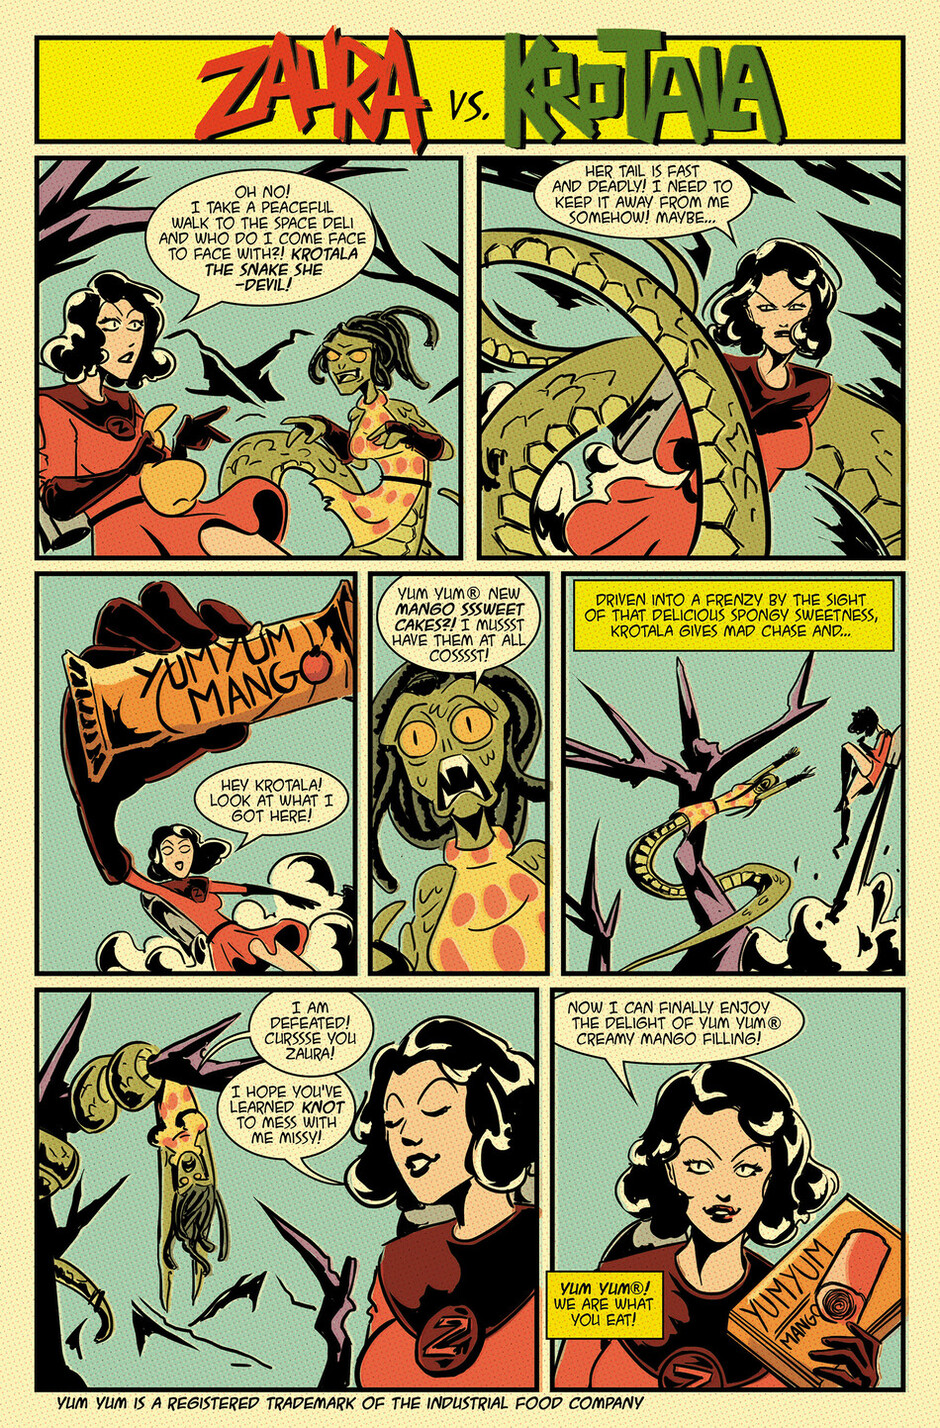 ZAHRA VS. KROTALA
OH NO!
I TAKE A PEACEFUL
WALK TO THE SPACE DELI
AND WHO DO I COME FACE
TO FACE WITH?! KROTALA
THE SNAKE SHE
-DEVIL!
Z
HER TAIL IS FAST
AND DEADLY! I NEED TO
KEEP IT AWAY FROM ME
SOMEHOW! MAYBE...
YUM YUM
MANGO
HEY KROTALA!
LOOK AT WHAT I
GOT HERE!
Z
YUM YUM® NEW
MANGO SSSWEET
CAKES?! I MUSSST
HAVE THEM AT ALL
COSSST!
DRIVEN INTO A FRENZY BY THE SIGHT
OF THAT DELICIOUS SPONGY SWEETNESS,
KROTALA GIVES MAD CHASE AND...
I AM
DEFEATED!
CURSSSE YOU
ZAURA!
I HOPE YOU'VE
LEARNED KNOT
TO MESS WITH
ME MISSY!
Z
NOW I CAN FINALLY ENJOY
THE DELIGHT OF YUM YUM®
CREAMY MANGO FILLING!
YUM YUM®!
WE ARE WHAT
YOU EAT!
YUM YUM
MANGO
Z
YUM YUM IS A REGISTERED TRADEMARK OF THE INDUSTRIAL FOOD COMPANY